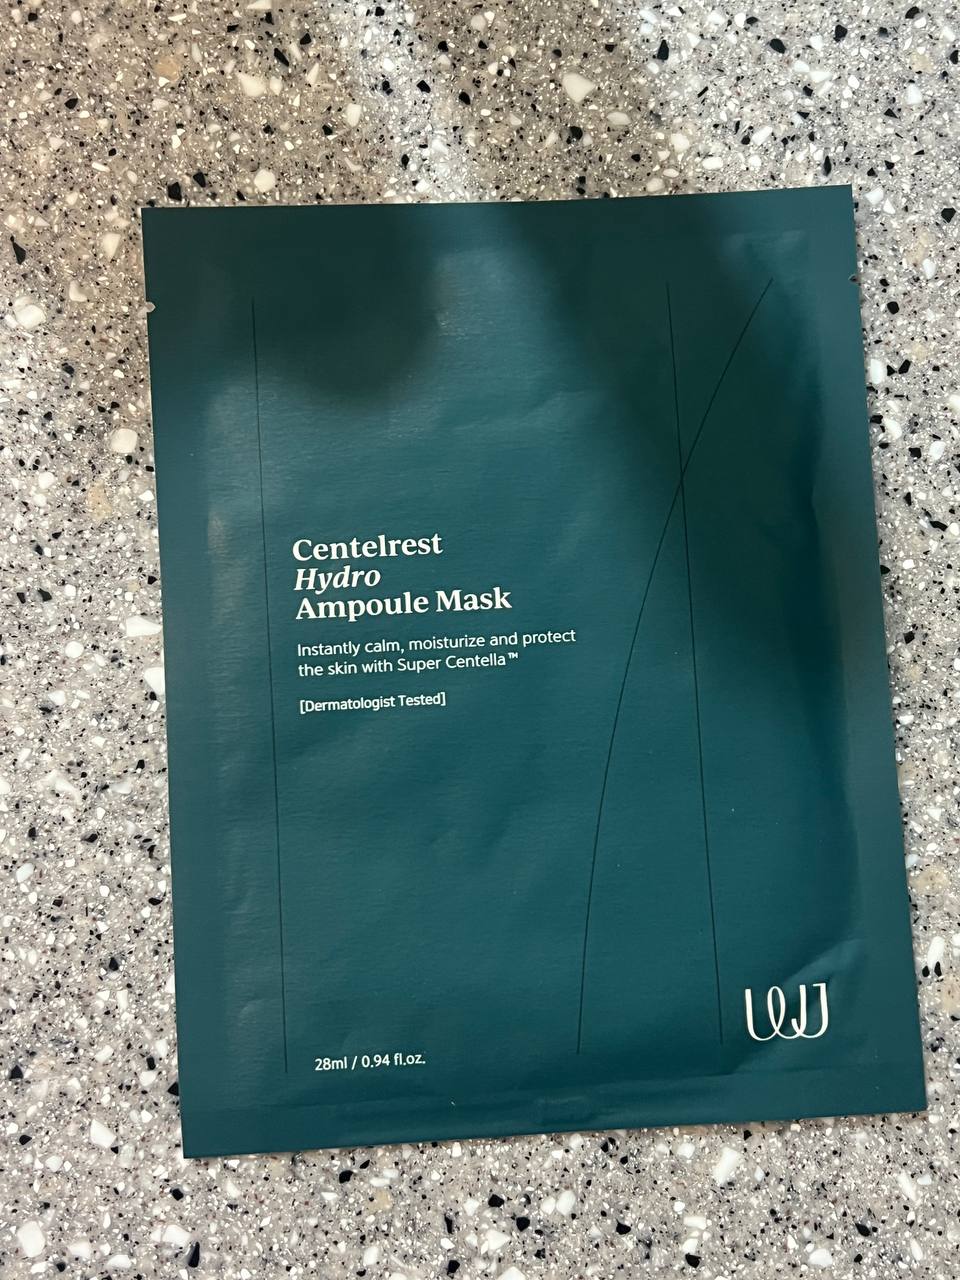 Centelrest
Hydro
Ampoule Mask
Instantly calm, moisturize and protect
the skin with Super Centella™
[Dermatologist Tested]
28ml / 0.94 fl.oz.